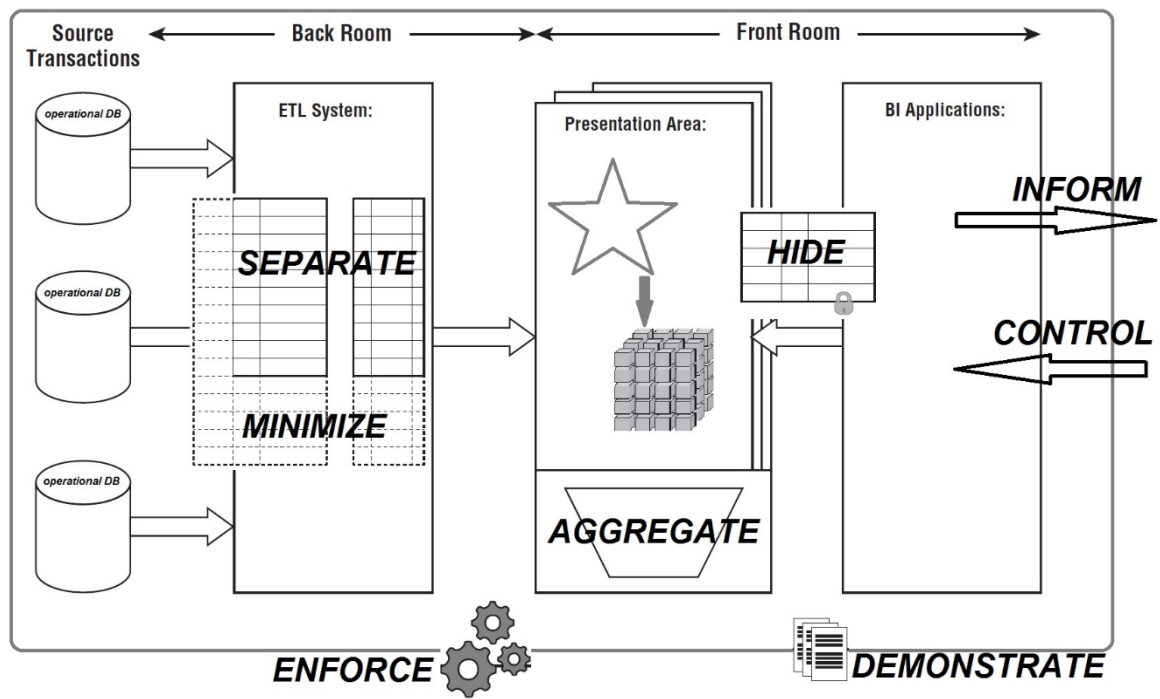 Source
Transactions
Back Room
Front Room
operational DB
ETL System:
Presentation Area:
BI Applications:
INFORM
SEPARATE
HIDE
operational DB
CONTROL
MINIMIZE
operational DB
AGGREGATE
ENFORCE
DEMONSTRATE